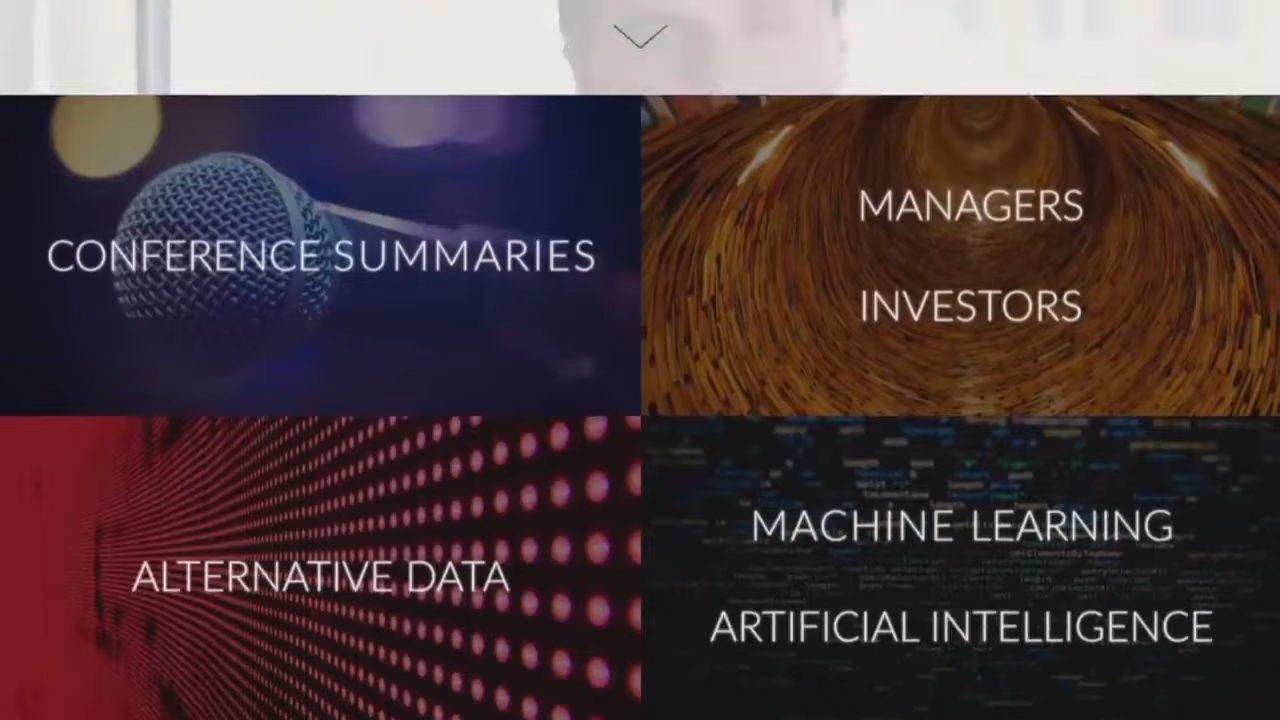 CONFERENCE SUMMARIES
MANAGERS
INVESTORS
ALTERNATIVE DATA
MACHINE LEARNING
ARTIFICIAL INTELLIGENCE